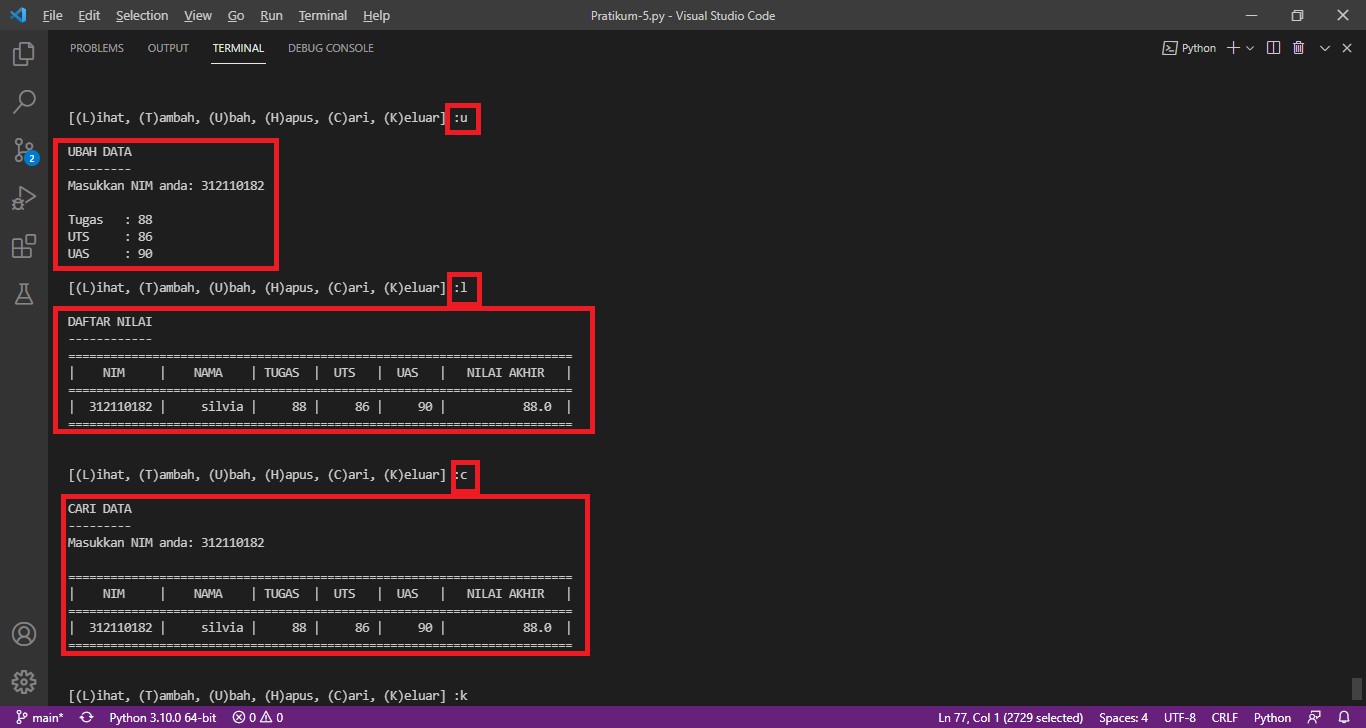 File Edit Selection View Go Run Terminal Help Pratikum-5.py - Visual Studio Code
PROBLEMS OUTPUT TERMINAL DEBUG CONSOLE Python
[(L)ihat, (T)ambah, (U)bah, (H)apus, (C)ari, (K)eluar] :u
UBAH DATA
---------
Masukkan NIM anda: 312110182
Tugas   : 88
UTS     : 86
UAS     : 90
[(L)ihat, (T)ambah, (U)bah, (H)apus, (C)ari, (K)eluar] :l
DAFTAR NILAI
------------
========================================================================
|    NIM     |    NAMA    | TUGAS  |  UTS   |  UAS   |   NILAI AKHIR   |
========================================================================
|  312110182 |     silvia |     88 |     86 |     90 |           88.0  |
========================================================================
[(L)ihat, (T)ambah, (U)bah, (H)apus, (C)ari, (K)eluar] :c
CARI DATA
---------
Masukkan NIM anda: 312110182
========================================================================
|    NIM     |    NAMA    | TUGAS  |  UTS   |  UAS   |   NILAI AKHIR   |
========================================================================
|  312110182 |     silvia |     88 |     86 |     90 |           88.0  |
========================================================================
[(L)ihat, (T)ambah, (U)bah, (H)apus, (C)ari, (K)eluar] :k
2
main* Python 3.10.0 64-bit 0 0 Ln 77, Col 1 (2729 selected) Spaces: 4 UTF-8 CRLF Python